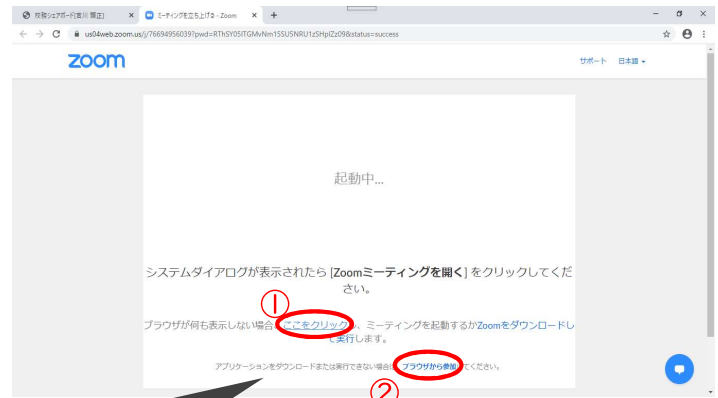 校務シェアボード[吉川 雅正]
ミーティングを立ち上げる - Zoom
us04web.zoom.us/j/76694956039?pwd=RThSY05ITGMvNm15SU5NRU1zSHplZz09&status=success
zoom
サポート 日本語
起動中...
システムダイアログが表示されたら [Zoomミーティングを開く] をクリックしてくだ
さい。
①
ブラウザが何も表示しない場合、ここをクリックし、ミーティングを起動するかZoomをダウンロードし
て実行します。
アプリケーションをダウンロードまたは実行できない場合は、ブラウザから参加してください。
②